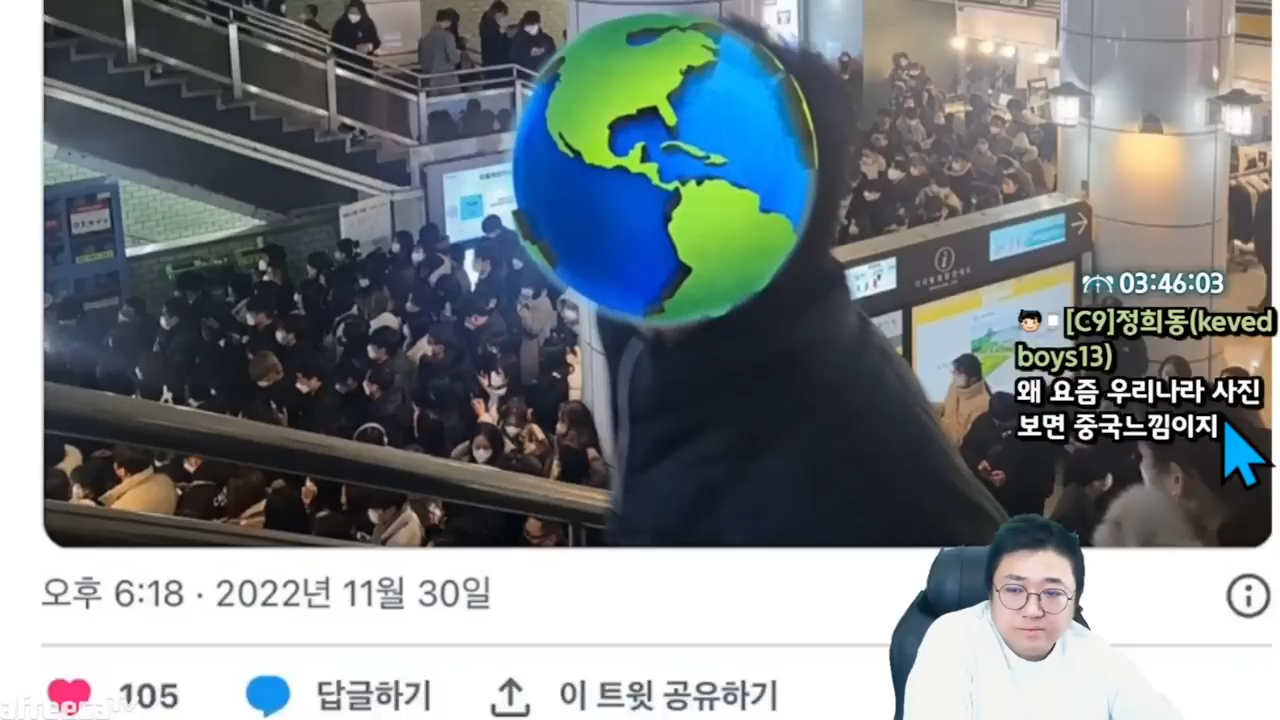 03:46:03
[C9]정희동(keved
boys13)
왜 요즘 우리나라 사진
보면 중국느낌이지
오후 6:18 · 2022년 11월 30일
105
답글하기
이 트윗 공유하기
afreecaTV